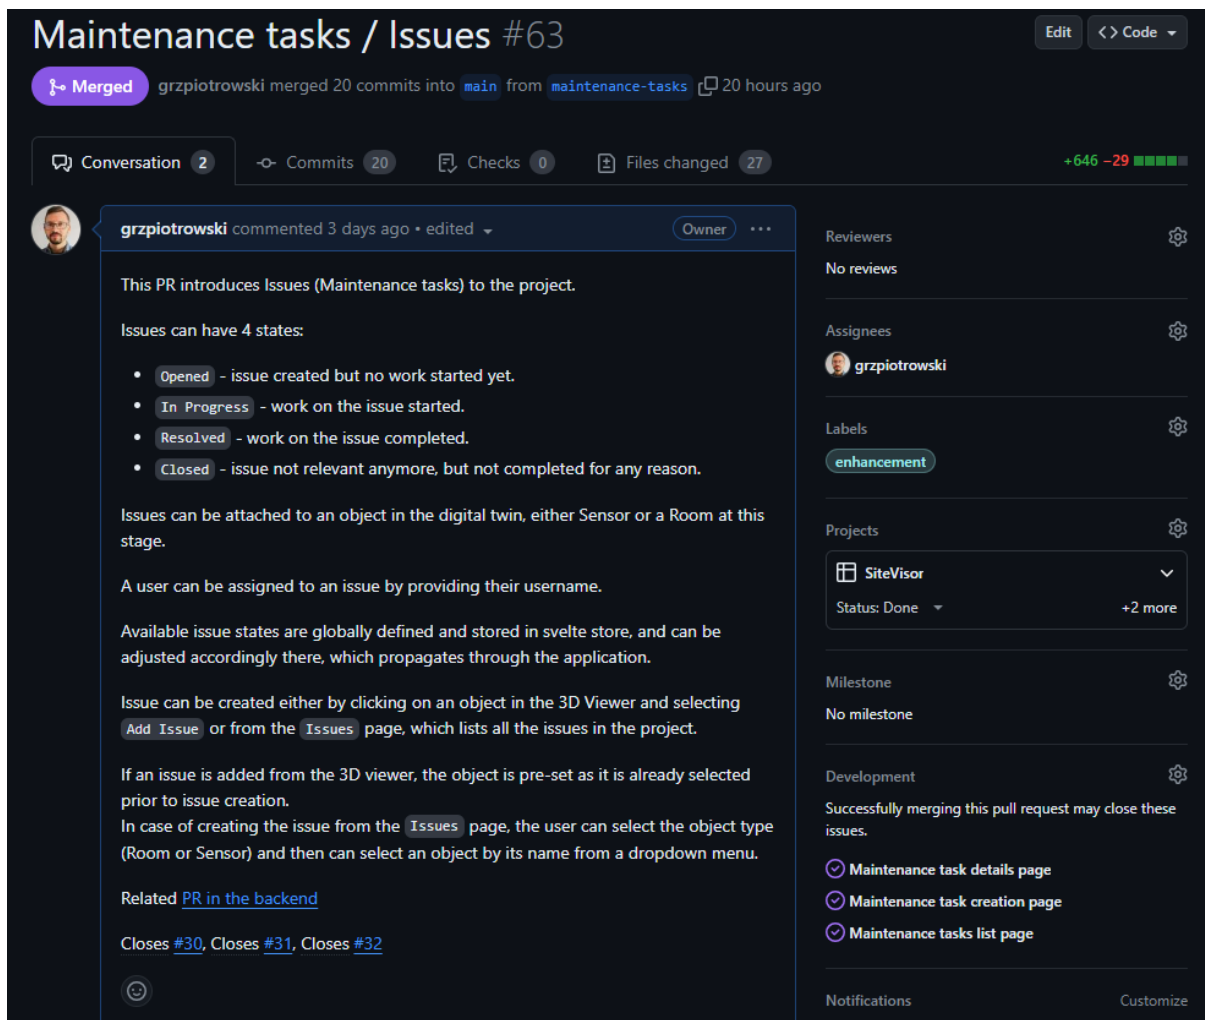 Maintenance tasks / Issues #63
Edit
<> Code
Merged
grzpiotrowski merged 20 commits into main from maintenance-tasks 20 hours ago
Conversation 2
Commits 20
Checks 0
Files changed 27
+646 −29
grzpiotrowski commented 3 days ago • edited
Owner
This PR introduces Issues (Maintenance tasks) to the project.
Issues can have 4 states:
• Opened - issue created but no work started yet.
• In Progress - work on the issue started.
• Resolved - work on the issue completed.
• Closed - issue not relevant anymore, but not completed for any reason.
Issues can be attached to an object in the digital twin, either Sensor or a Room at this
stage.
A user can be assigned to an issue by providing their username.
Available issue states are globally defined and stored in svelte store, and can be
adjusted accordingly there, which propagates through the application.
Issue can be created either by clicking on an object in the 3D Viewer and selecting
Add Issue or from the Issues page, which lists all the issues in the project.
If an issue is added from the 3D viewer, the object is pre-set as it is already selected
prior to issue creation.
In case of creating the issue from the Issues page, the user can select the object type
(Room or Sensor) and then can select an object by its name from a dropdown menu.
Related PR in the backend
Closes #30, Closes #31, Closes #32
Reviewers
No reviews
Assignees
grzpiotrowski
Labels
enhancement
Projects
SiteVisor
Status: Done
+2 more
Milestone
No milestone
Development
Successfully merging this pull request may close these
issues.
Maintenance task details page
Maintenance task creation page
Maintenance tasks list page
Notifications
Customize